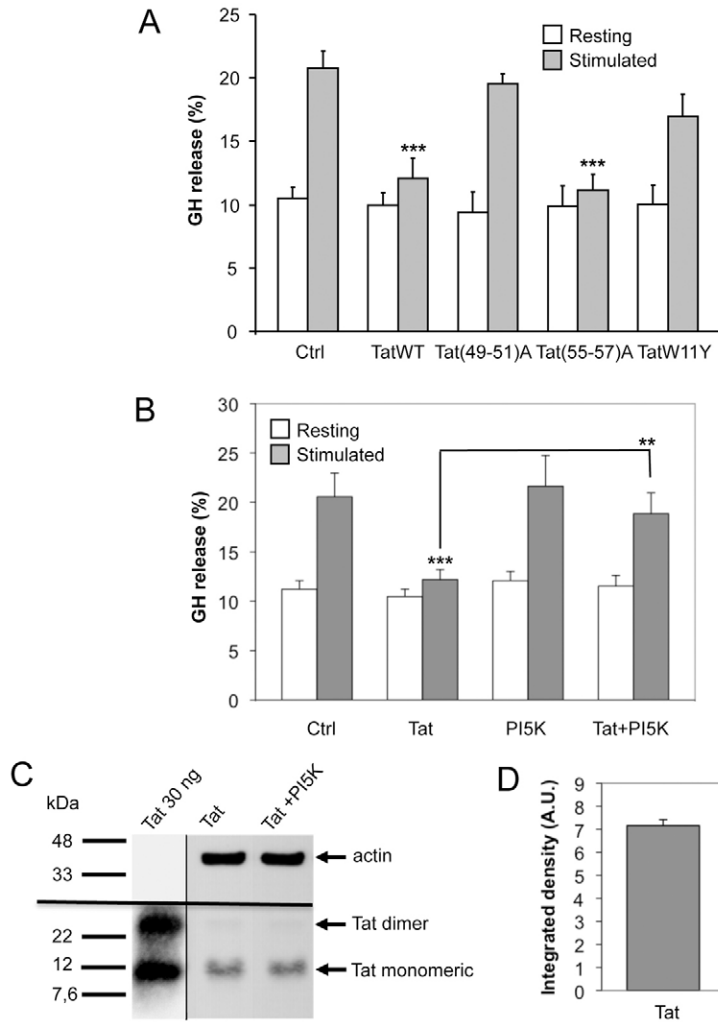 A
GH release (%)
25
20
15
10
5
0
Resting
Stimulated
***
***
Ctrl TatWT Tat(49-51)A Tat(55-57)A TatW11Y
B
GH release (%)
30
25
20
15
10
5
0
Resting
Stimulated
**
***
Ctrl Tat PI5K Tat+PI5K
C
kDa
Tat 30 ng
Tat
Tat +PI5K
48
33
22
12
7,6
actin
Tat dimer
Tat monomeric
D
Integrated density (A.U.)
9
8
7
6
5
4
3
2
1
0
Tat